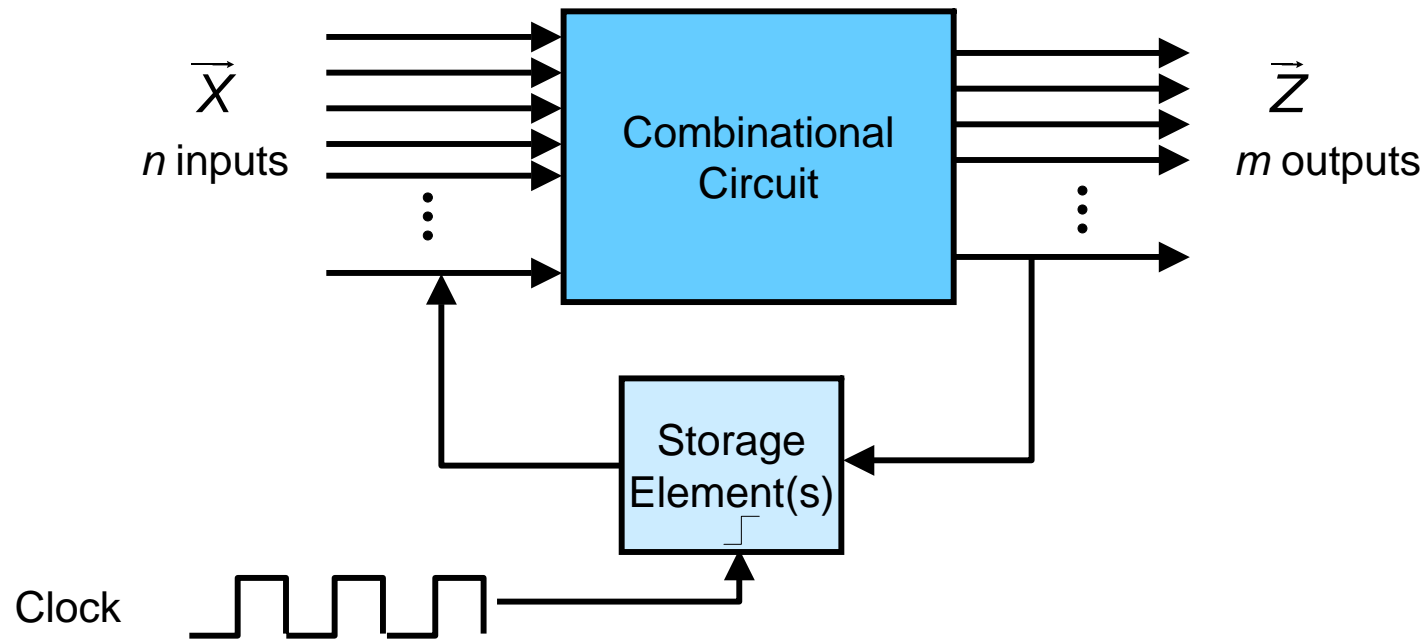 X
n inputs
Combinational
Circuit
Z
m outputs
Storage
Element(s)
Clock